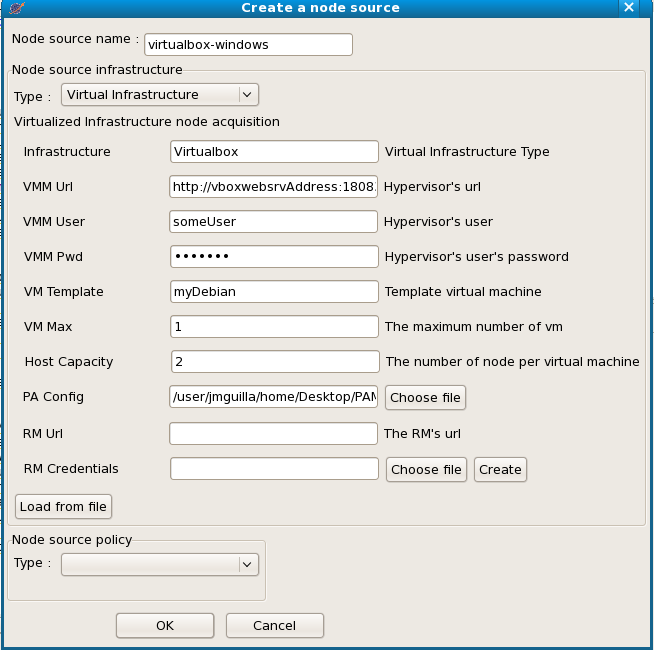 Create a node source
Node source name : virtualbox-windows
Node source infrastructure
Type : Virtual Infrastructure
Virtualized Infrastructure node acquisition
Infrastructure Virtualbox Virtual Infrastructure Type
VMM Url http://vboxwebsrvAddress:1808 Hypervisor's url
VMM User someUser Hypervisor's user
VMM Pwd ••••••• Hypervisor's user's password
VM Template myDebian Template virtual machine
VM Max 1 The maximum number of vm
Host Capacity 2 The number of node per virtual machine
PA Config /user/jmguilla/home/Desktop/PAM Choose file
RM Url The RM's url
RM Credentials Choose file Create
Load from file
Node source policy
Type :
OK Cancel